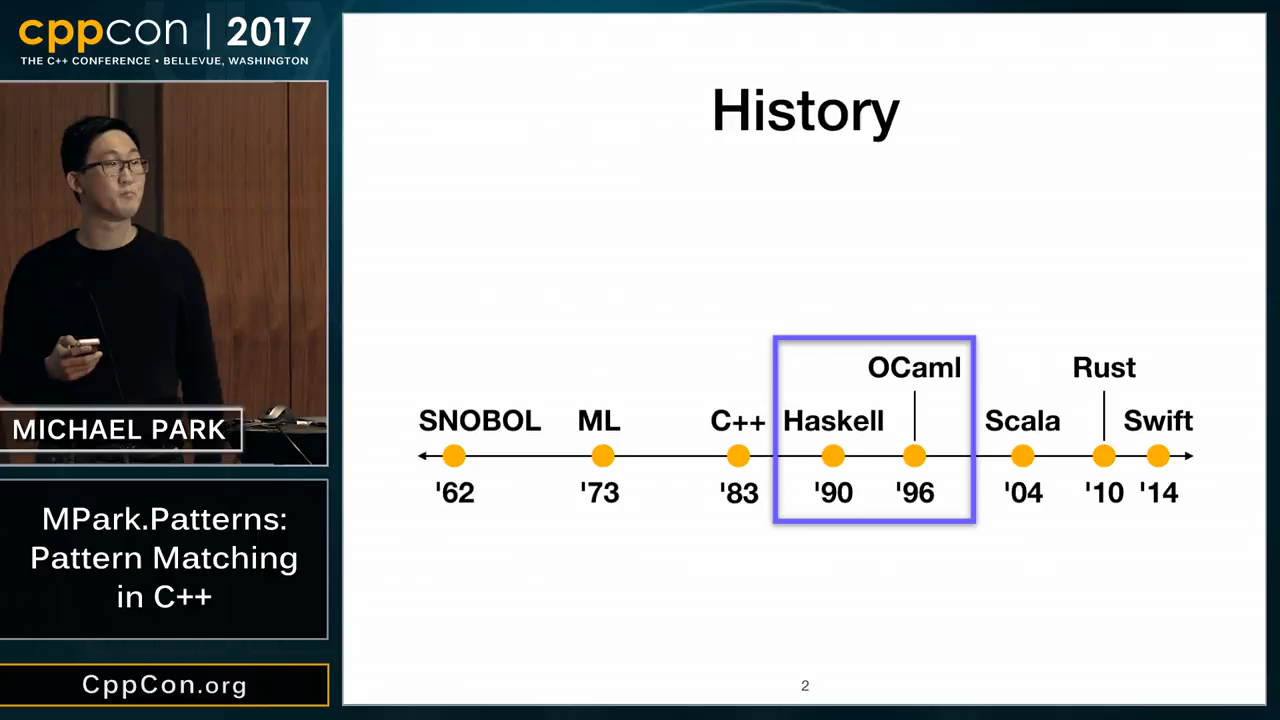 cppcon | 2017
THE C++ CONFERENCE • BELLEVUE, WASHINGTON
MICHAEL PARK
MPark.Patterns:
Pattern Matching
in C++
CppCon.org
History
OCaml Rust
SNOBOL ML C++ Haskell Scala Swift
'62 '73 '83 '90 '96 '04 '10 '14
2